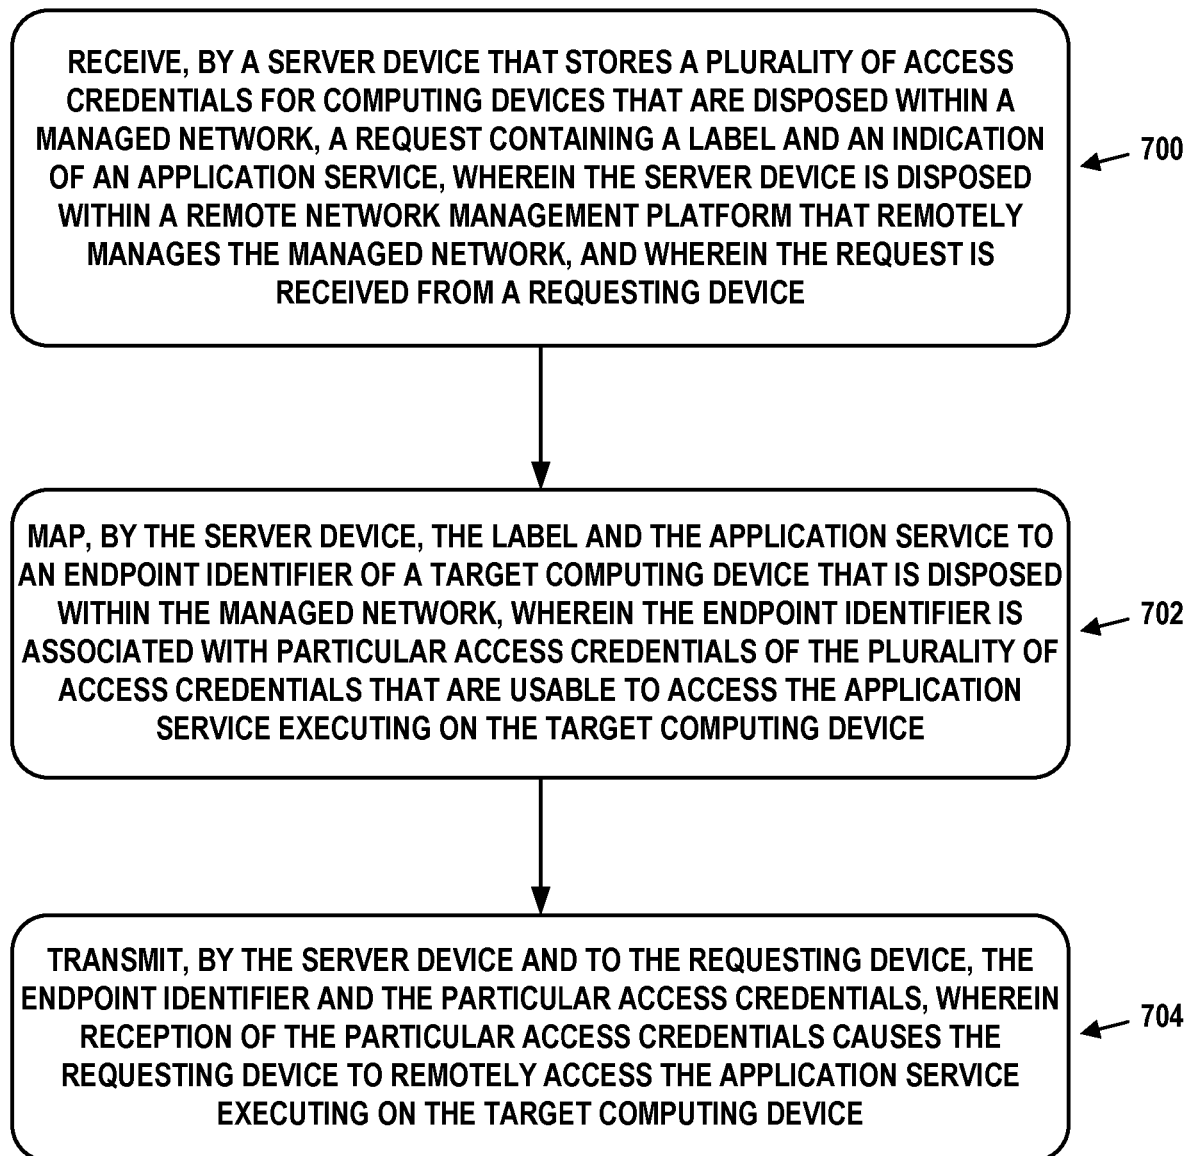 RECEIVE, BY A SERVER DEVICE THAT STORES A PLURALITY OF ACCESS
CREDENTIALS FOR COMPUTING DEVICES THAT ARE DISPOSED WITHIN A
MANAGED NETWORK, A REQUEST CONTAINING A LABEL AND AN INDICATION
OF AN APPLICATION SERVICE, WHEREIN THE SERVER DEVICE IS DISPOSED
WITHIN A REMOTE NETWORK MANAGEMENT PLATFORM THAT REMOTELY
MANAGES THE MANAGED NETWORK, AND WHEREIN THE REQUEST IS
RECEIVED FROM A REQUESTING DEVICE
700
MAP, BY THE SERVER DEVICE, THE LABEL AND THE APPLICATION SERVICE TO
AN ENDPOINT IDENTIFIER OF A TARGET COMPUTING DEVICE THAT IS DISPOSED
WITHIN THE MANAGED NETWORK, WHEREIN THE ENDPOINT IDENTIFIER IS
ASSOCIATED WITH PARTICULAR ACCESS CREDENTIALS OF THE PLURALITY OF
ACCESS CREDENTIALS THAT ARE USABLE TO ACCESS THE APPLICATION
SERVICE EXECUTING ON THE TARGET COMPUTING DEVICE
702
TRANSMIT, BY THE SERVER DEVICE AND TO THE REQUESTING DEVICE, THE
ENDPOINT IDENTIFIER AND THE PARTICULAR ACCESS CREDENTIALS, WHEREIN
RECEPTION OF THE PARTICULAR ACCESS CREDENTIALS CAUSES THE
REQUESTING DEVICE TO REMOTELY ACCESS THE APPLICATION SERVICE
EXECUTING ON THE TARGET COMPUTING DEVICE
704